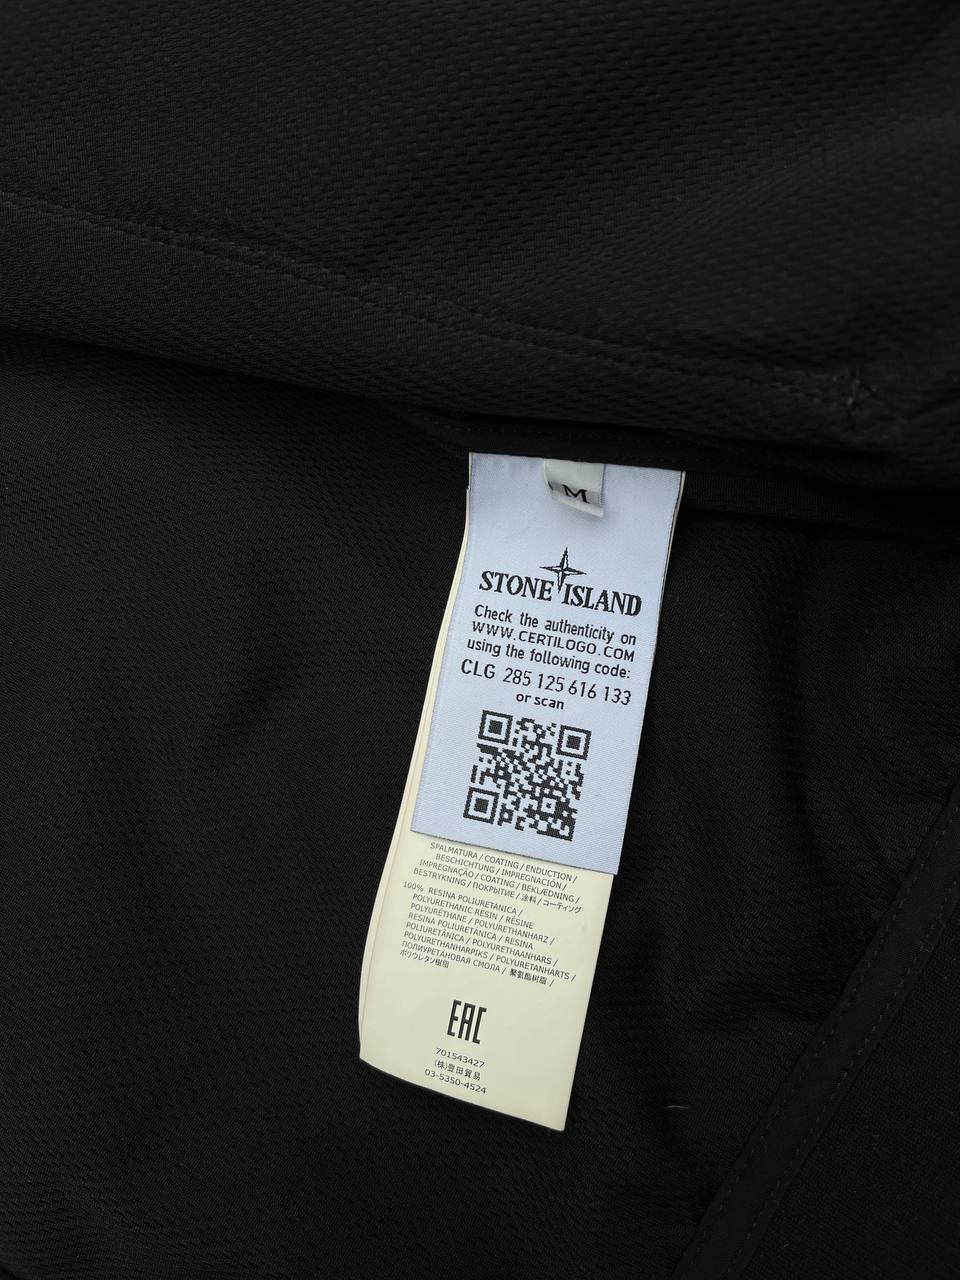 M
STONE ISLAND
Check the authenticity on
WWW.CERTILOGO.COM
using the following code:
CLG 285 125 616 133
or scan
SPALMATURA / COATING / ENDUCTION /
BESCHICHTUNG / IMPREGNACIÓN /
IMPREGNAÇÃO / COATING / BEKLÆDNING /
BESTRYKNING / ПОКРЫТИЕ / 涂料 / コーティング
100% RESINA POLIURETANICA /
POLYURETHANIC RESIN / RÉSINE
POLYURÉTHANE / POLYURETHANHARZ /
RESINA POLIURETÁNICA / RESINA
POLIURETÂNICA / POLYURETHAANHARS /
POLYURETHANHARPIKS / POLYURETANHARTS /
ПОЛИУРЕТАНОВАЯ СМОЛА / 聚氨酯树脂 /
ポリウレタン樹脂
EAC
701543427
(株)豊田貿易
03-5350-4524